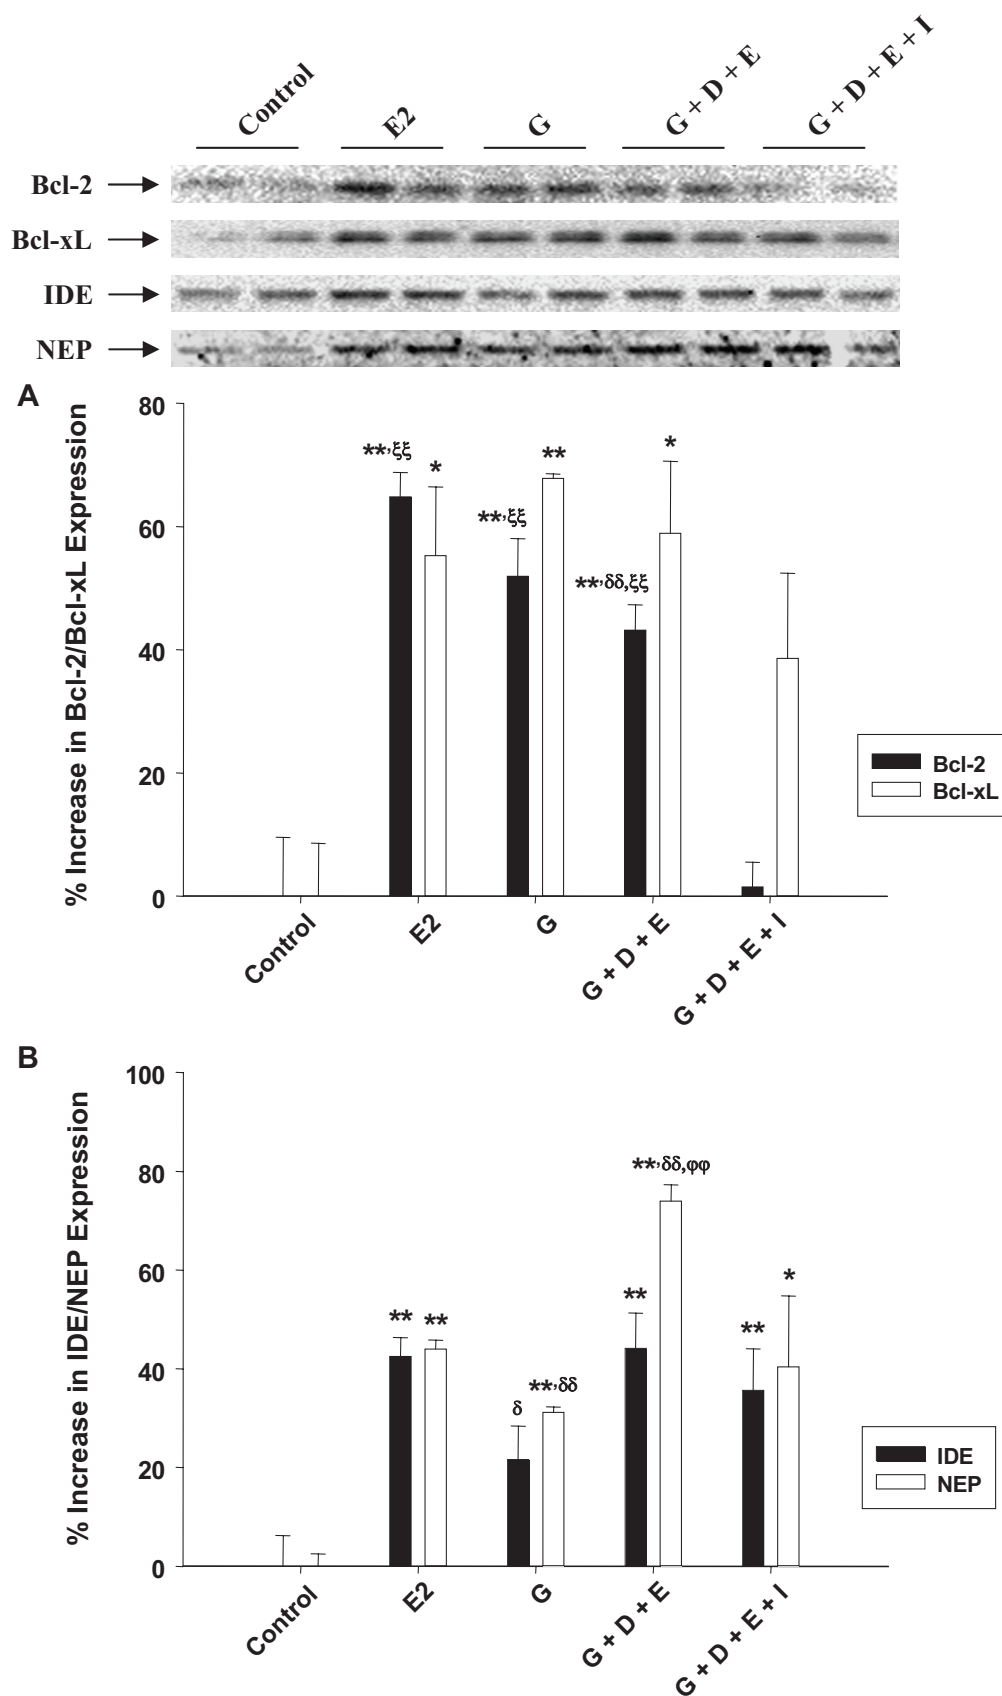 Control E2 G G + D + E G + D + E + I
Bcl-2
Bcl-xL
IDE
NEP
A
% Increase in Bcl-2/Bcl-xL Expression
80
60
40
20
0
**,ξξ
*
**,ξξ
**
**,δδ,ξξ
*
Bcl-2
Bcl-xL
Control E2 G G + D + E G + D + E + I
B
% Increase in IDE/NEP Expression
100
80
60
40
20
0
** **
δ
**,δδ
**
**,δδ,φφ
**
*
IDE
NEP
Control E2 G G + D + E G + D + E + I